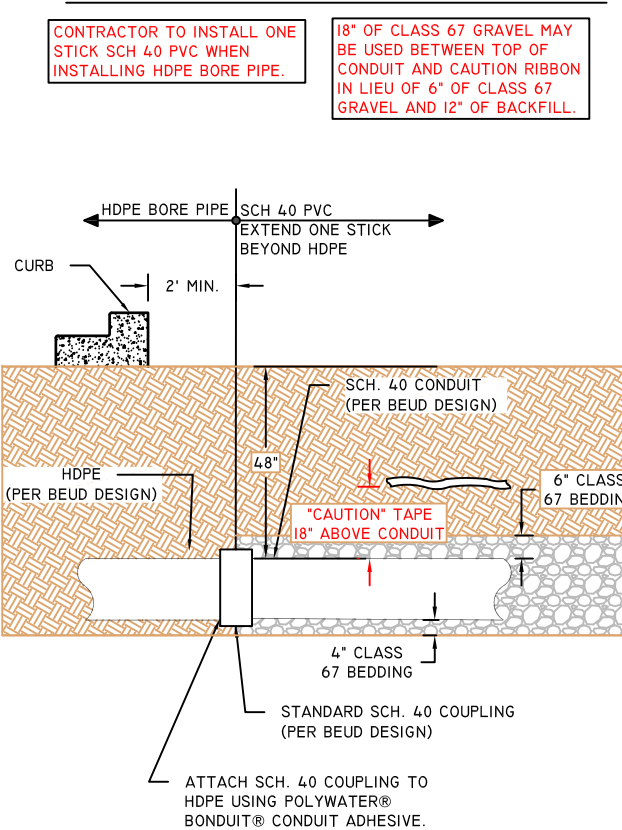 CONTRACTOR TO INSTALL ONE
STICK SCH 40 PVC WHEN
INSTALLING HDPE BORE PIPE.
18" OF CLASS 67 GRAVEL MAY
BE USED BETWEEN TOP OF
CONDUIT AND CAUTION RIBBON
IN LIEU OF 6" OF CLASS 67
GRAVEL AND 12" OF BACKFILL.
HDPE BORE PIPE
SCH 40 PVC
EXTEND ONE STICK
BEYOND HDPE
CURB
2' MIN.
SCH. 40 CONDUIT
(PER BEUD DESIGN)
48"
HDPE
(PER BEUD DESIGN)
6" CLASS
67 BEDDIN
"CAUTION" TAPE
18" ABOVE CONDUIT
4" CLASS
67 BEDDING
STANDARD SCH. 40 COUPLING
(PER BEUD DESIGN)
ATTACH SCH. 40 COUPLING TO
HDPE USING POLYWATER®
BONDUIT® CONDUIT ADHESIVE.